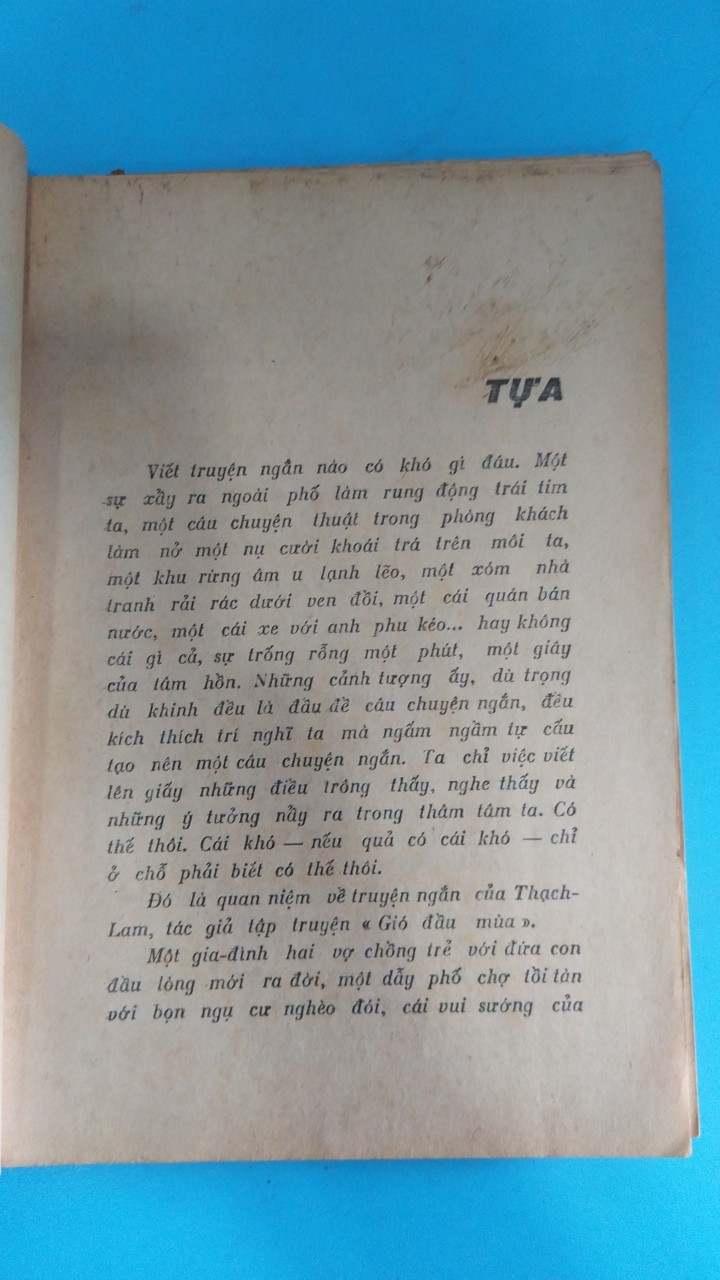 TỰA
Viết truyện ngắn nào có khó gì đâu. Một
sự xẩy ra ngoài phố làm rung động trái tim
ta, một câu chuyện thuật trong phòng khách
làm nở một nụ cười khoái trá trên môi ta,
một khu rừng âm u lạnh lẽo, một xóm nhà
tranh rải rác dưới ven đồi, một cái quán bán
nước, một cái xe với anh phu kéo... hay không
cái gì cả, sự trống rỗng một phút, một giây
của tâm hồn. Những cảnh tượng ấy, dù trọng
dù khinh đều là đầu đề câu chuyện ngắn, đều
kích thích trí nghĩ ta mà ngấm ngầm tự cấu
tạo nên một câu chuyện ngắn. Ta chỉ việc viết
lên giấy những điều trông thấy, nghe thấy và
những ý tưởng nẩy ra trong thâm tâm ta. Có
thế thôi. Cái khó — nếu quả có cái khó — chỉ
ở chỗ phải biết có thế thôi.
Đó là quan niệm về truyện ngắn của Thạch-
Lam, tác giả tập truyện « Gió đầu mùa ».
Một gia-đình hai vợ chồng trẻ với đứa con
đầu lòng mới ra đời, một dẫy phố chợ tồi tàn
với bọn ngụ cư nghèo đói, cái vui sướng của